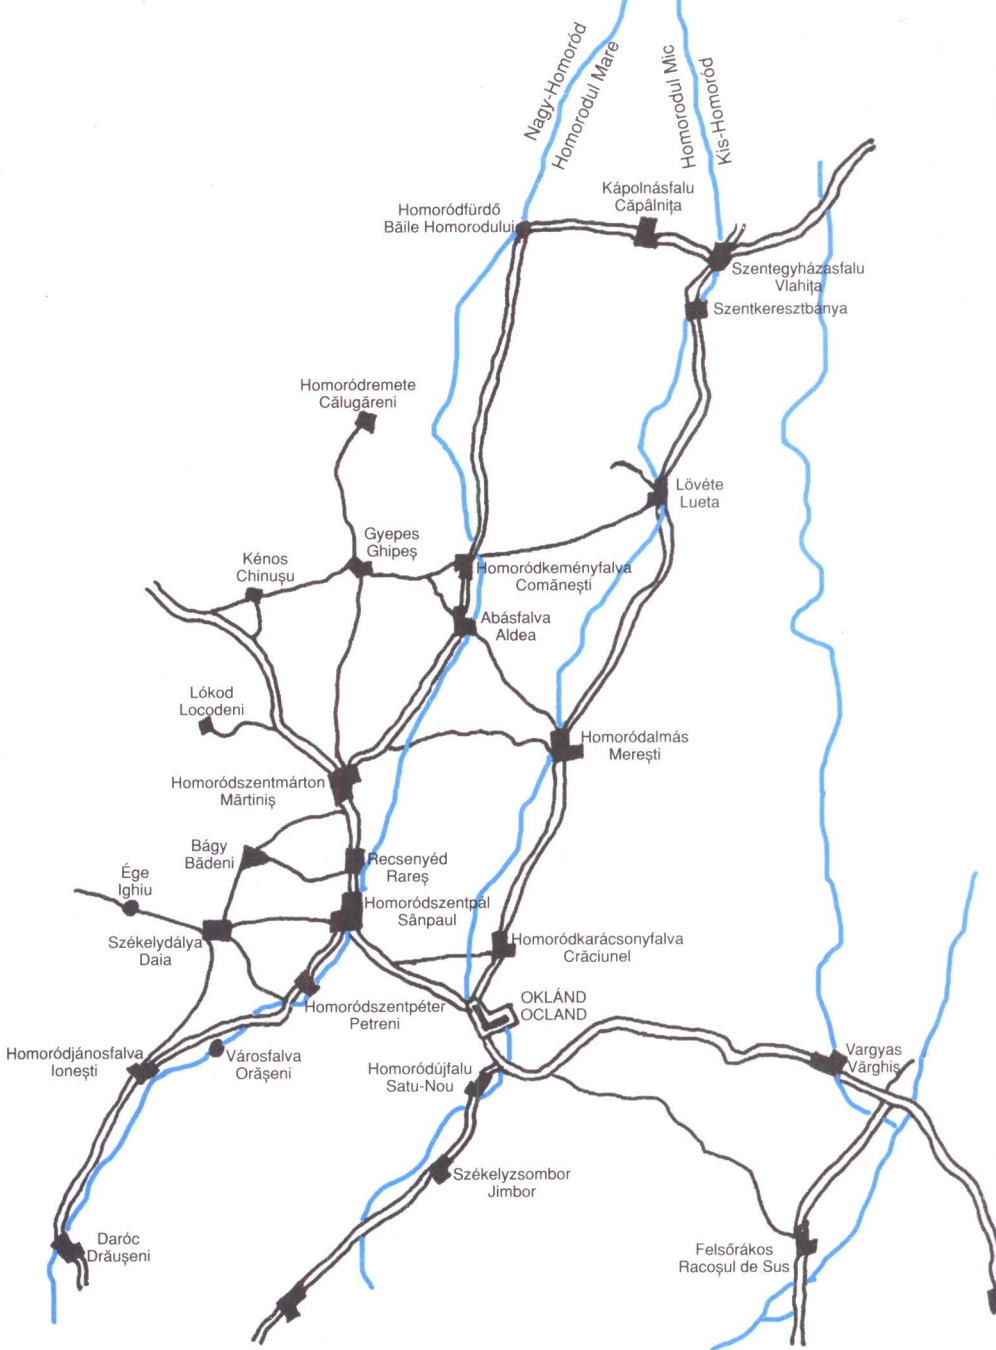 Nagy-Homoród
Homorodul Mare
Homorodul Mic
Kis-Homoród
Kápolnásfalu
Căpâlnița
Homoródfürdő
Băile Homorodului
Szentegyházasfalu
Vlahița
Szentkeresztbánya
Homoródremete
Călugăreni
Lövéte
Lueta
Gyepes
Ghipeș
Kénos
Chinușu
Homoródkeményfalva
Comănești
Abásfalva
Aldea
Lókod
Locodeni
Homoródalmás
Merești
Homoródszentmárton
Mărtiniș
Bágy
Bădeni
Recsenyéd
Rareș
Ége
Ighiu
Homoródszentpál
Sânpaul
Székelydálya
Daia
Homoródkarácsonyfalva
Crăciunel
Homoródszentpéter
Petreni
OKLÁND
OCLAND
Homoródjánosfalva
Ionești
Városfalva
Orășeni
Homoródújfalu
Satu-Nou
Vargyas
Vărghiș
Székelyzsombor
Jimbor
Daróc
Drăușeni
Felsőrákos
Racoșul de Sus